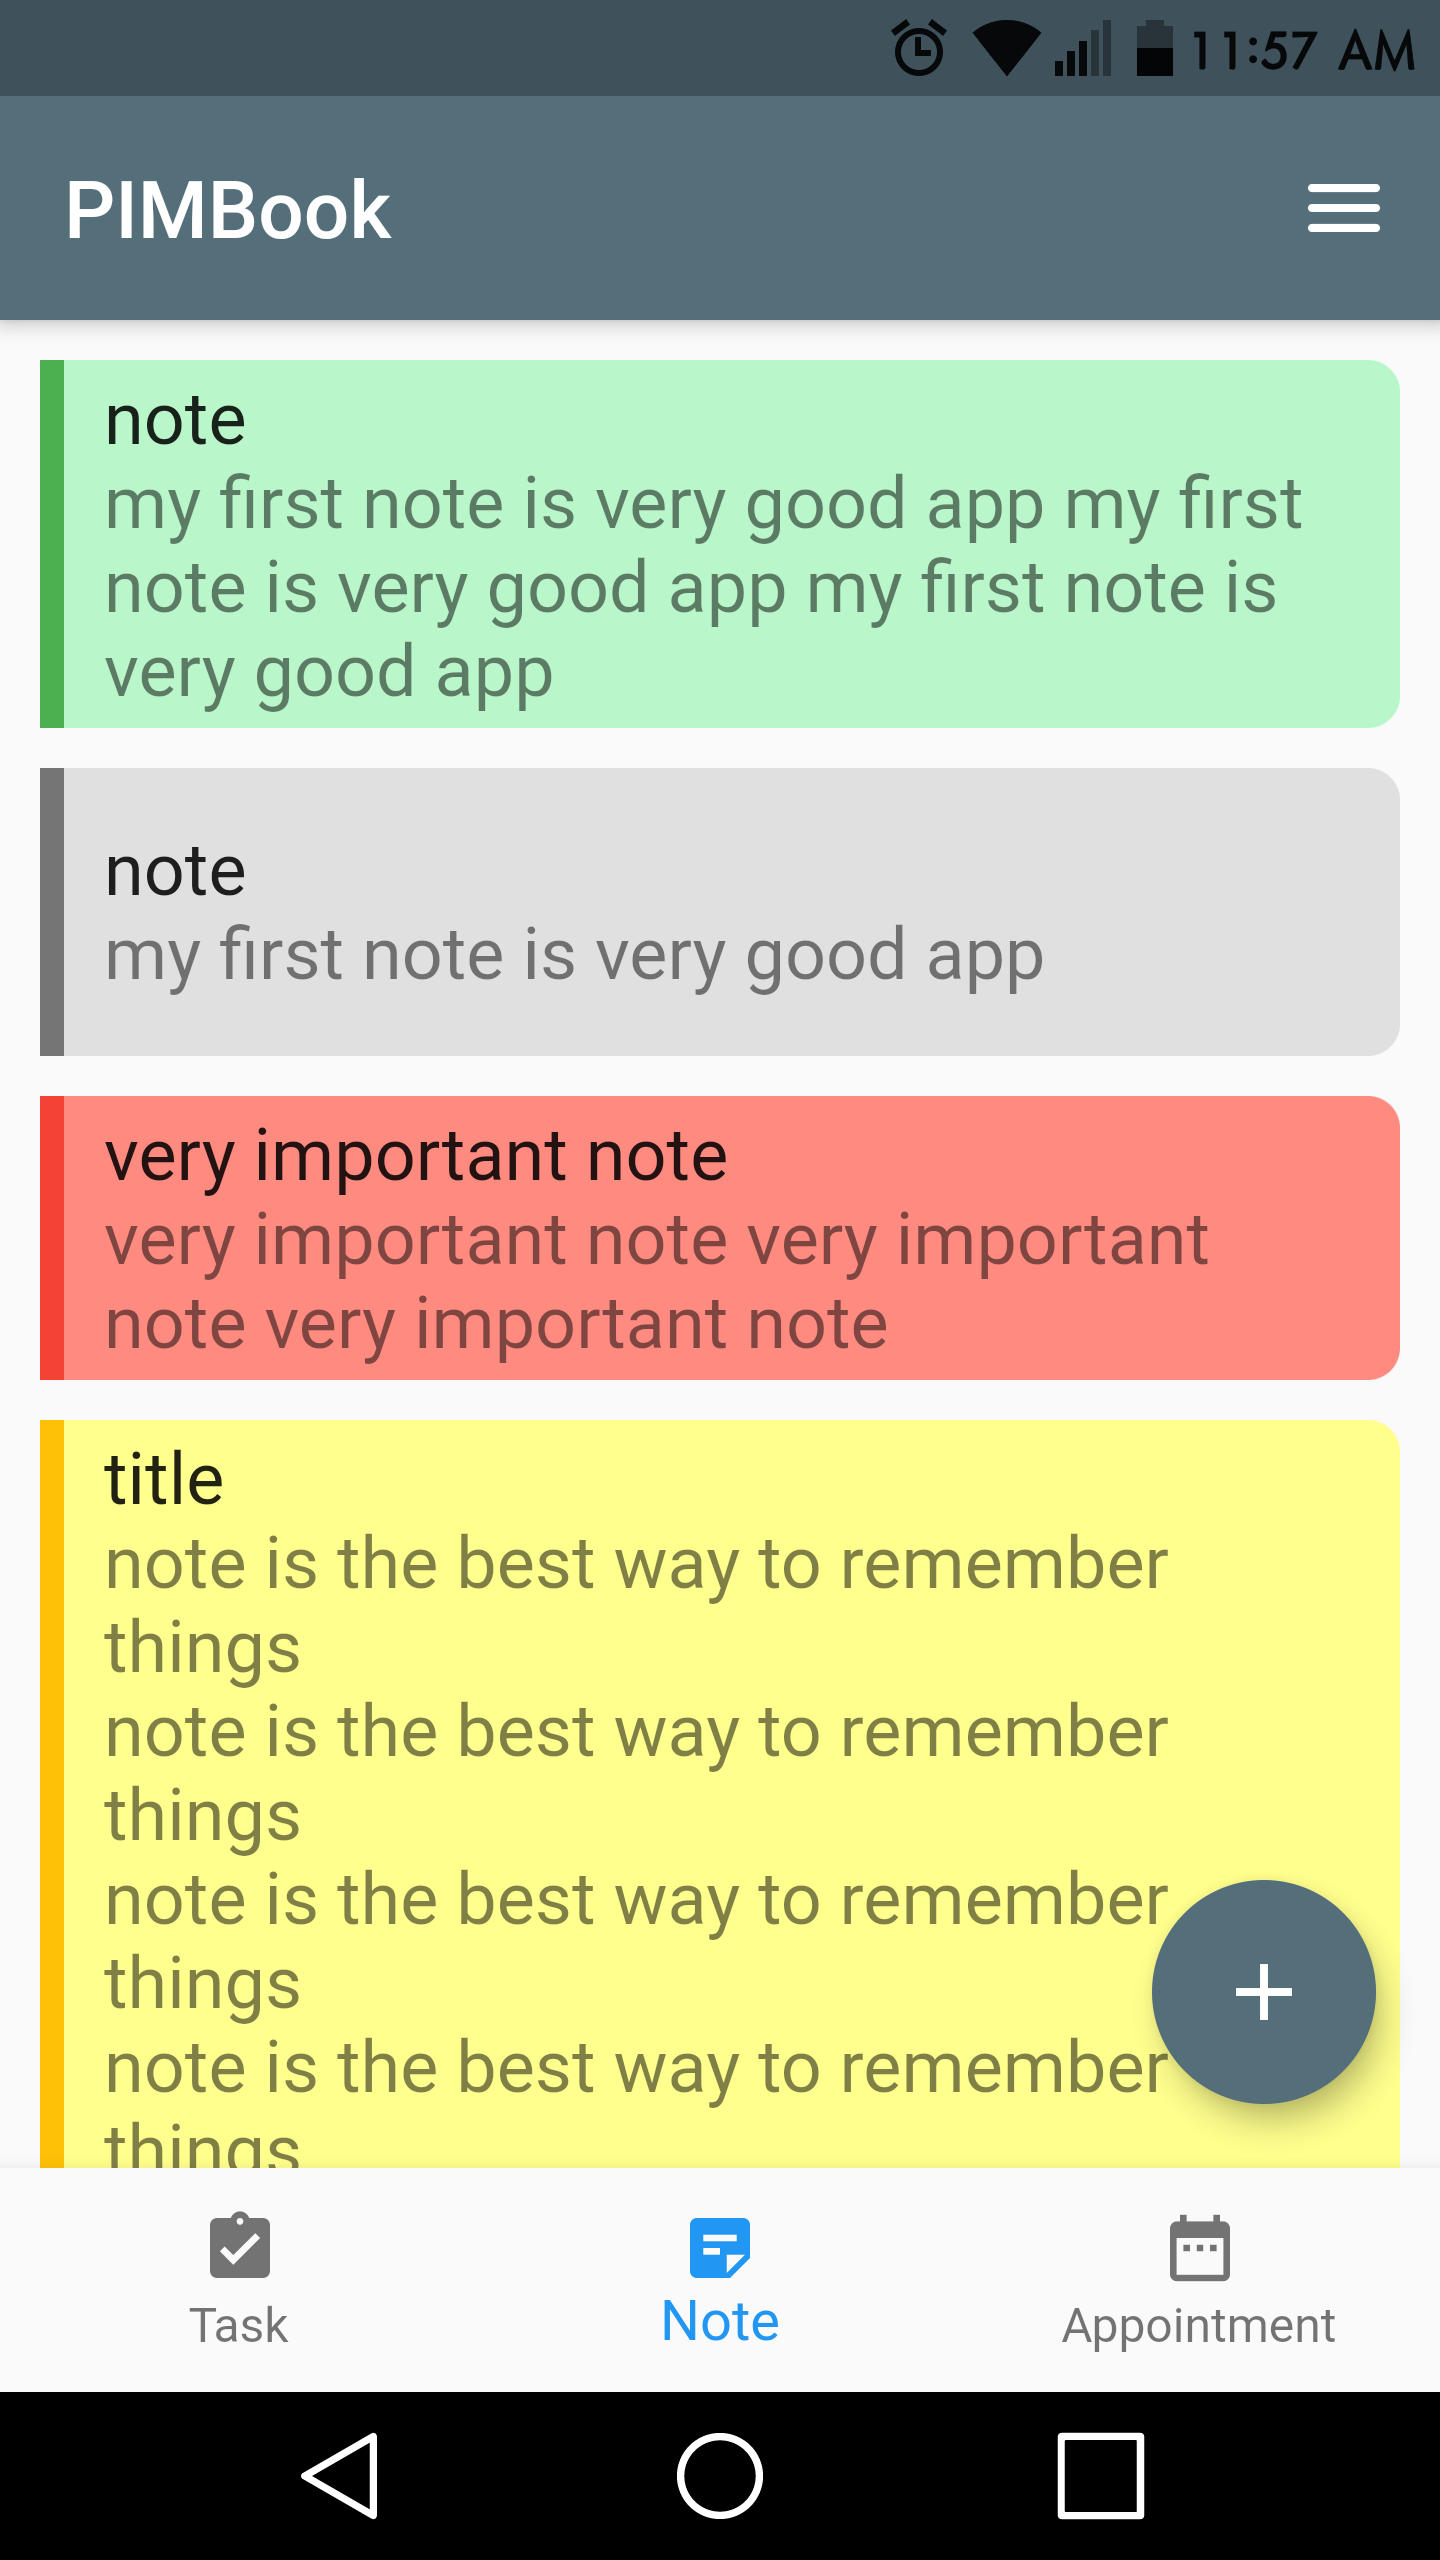 11:57 AM
PIMBook
note
my first note is very good app my first
note is very good app my first note is
very good app
note
my first note is very good app
very important note
very important note very important
note very important note
title
note is the best way to remember
things
note is the best way to remember
things
note is the best way to remember
things
note is the best way to remember
things
Task
Note
Appointment